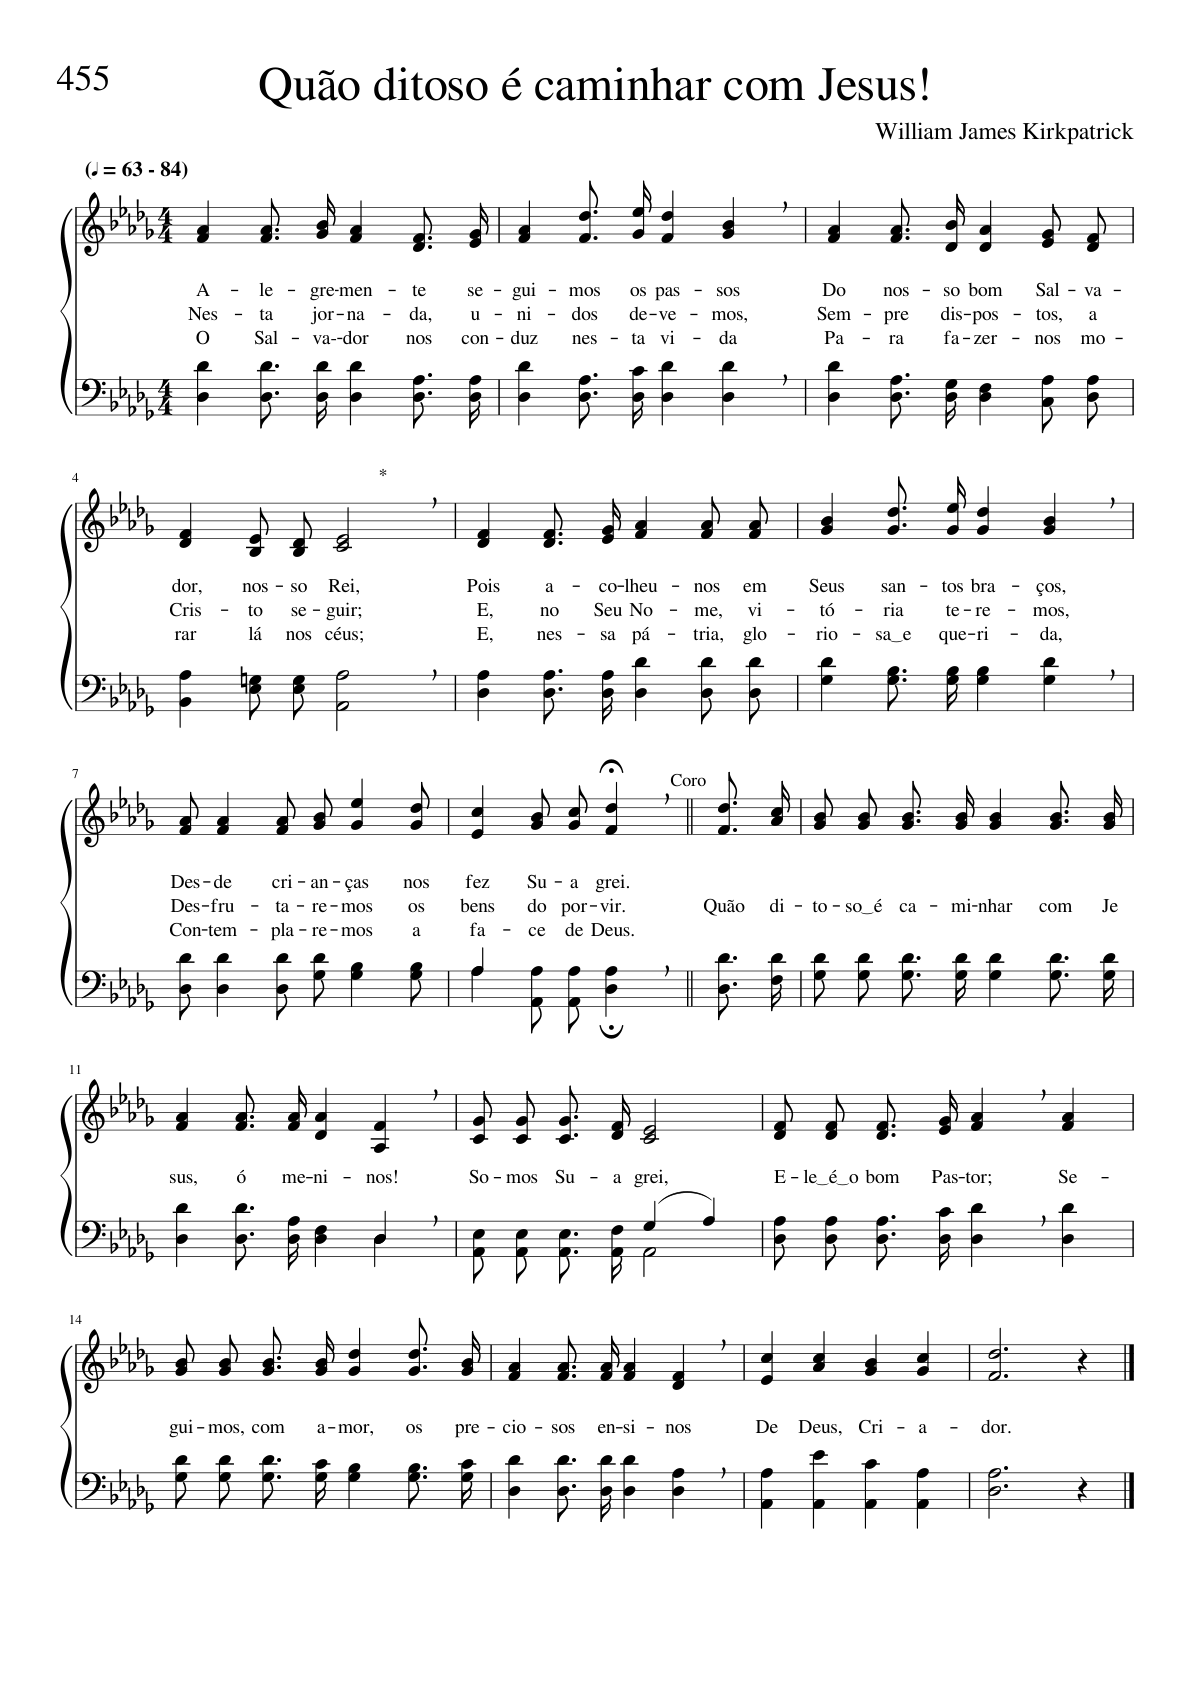 455
Quão ditoso é caminhar com Jesus!
William James Kirkpatrick
(♩ = 63 - 84)
A – le – gre-men – te se – gui – mos os pas – sos Do nos – so bom Sal – va –
Nes – ta jor – na – da, u – ni – dos de – ve – mos, Sem – pre dis – pos – tos, a
O Sal – va--dor nos con – duz nes – ta vi – da Pa – ra fa – zer – nos mo –
4
*
dor, nos – so Rei, Pois a – co – lheu – nos em Seus san – tos bra – ços,
Cris – to se – guir; E, no Seu No – me, vi – tó – ria te – re – mos,
rar lá nos céus; E, nes – sa pá – tria, glo – rio – sa‿e que – ri – da,
7
Coro
Des – de cri – an – ças nos fez Su – a grei.
Des – fru – ta – re – mos os bens do por – vir. Quão di – to – so‿é ca – mi – nhar com Je
Con – tem – pla – re – mos a fa – ce de Deus.
11
sus, ó me – ni – nos! So – mos Su – a grei, E – le‿é‿o bom Pas – tor; Se –
14
gui – mos, com a – mor, os pre – cio – sos en – si – nos De Deus, Cri – a – dor.